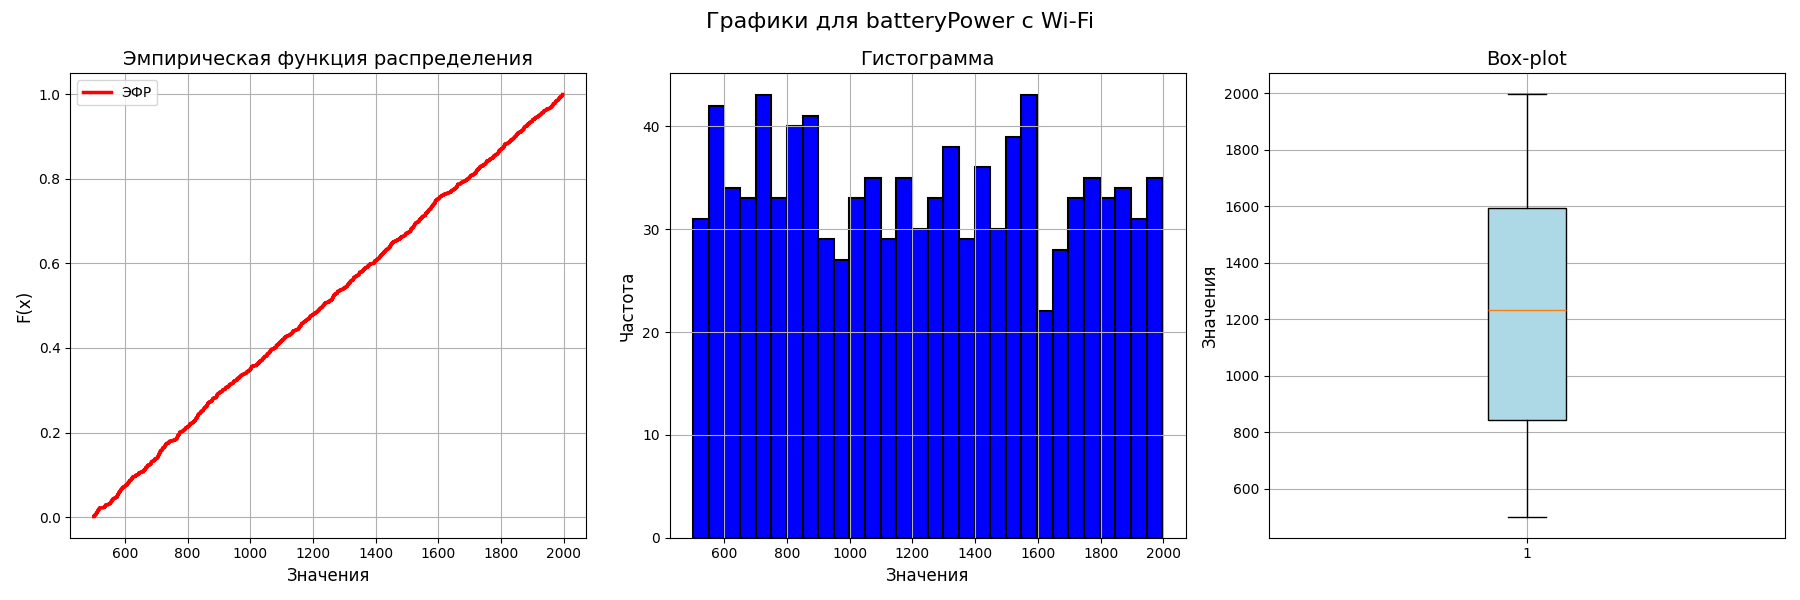 Графики для batteryPower с Wi-Fi
Эмпирическая функция распределения
ЭФР
1.0
0.8
0.6
0.4
0.2
0.0
F(x)
600 800 1000 1200 1400 1600 1800 2000
Значения
Гистограмма
40
30
20
10
0
Частота
600 800 1000 1200 1400 1600 1800 2000
Значения
Box-plot
2000
1800
1600
1400
1200
1000
800
600
Значения
1